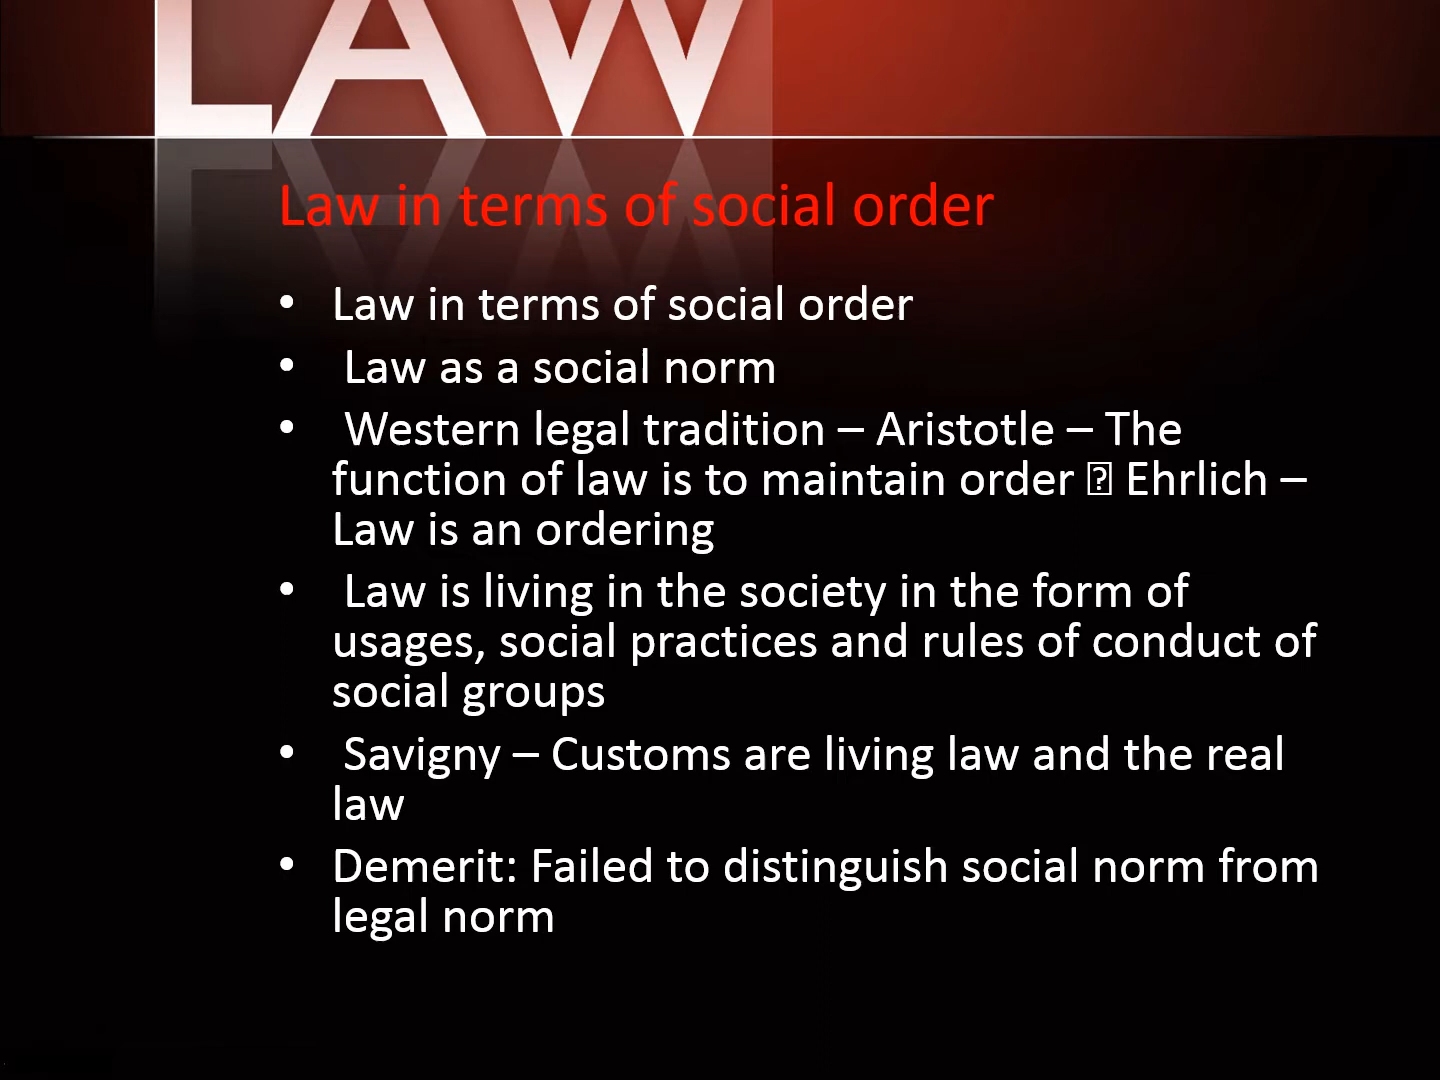 LAW
Law in terms of social order
• Law in terms of social order
• Law as a social norm
• Western legal tradition – Aristotle – The
function of law is to maintain order ⍰ Ehrlich –
Law is an ordering
• Law is living in the society in the form of
usages, social practices and rules of conduct of
social groups
• Savigny – Customs are living law and the real
law
• Demerit: Failed to distinguish social norm from
legal norm